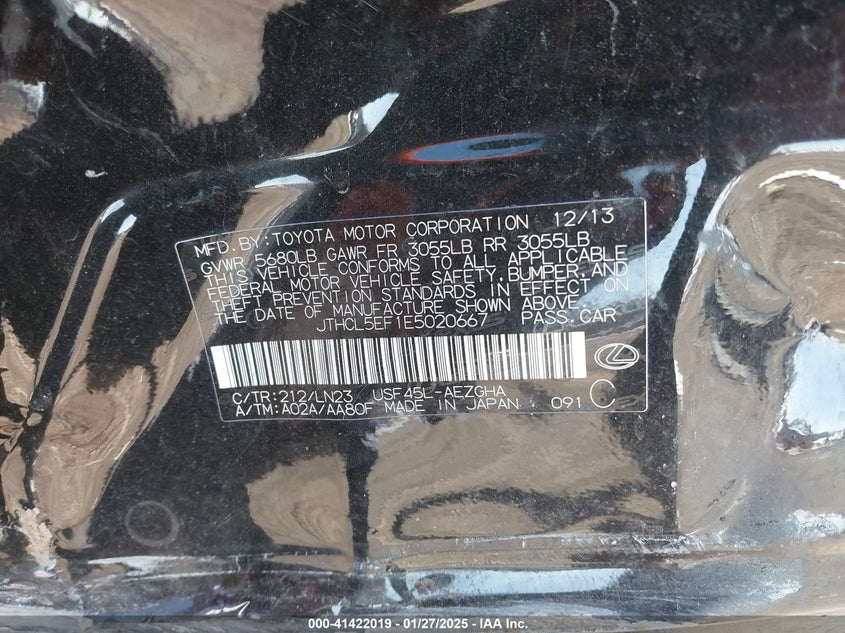 MFD. BY: TOYOTA MOTOR CORPORATION 12/13
GVWR 5680LB GAWR FR 3055LB RR 3055LB
THIS VEHICLE CONFORMS TO ALL APPLICABLE
FEDERAL MOTOR VEHICLE SAFETY, BUMPER, AND
THEFT PREVENTION STANDARDS IN EFFECT ON
THE DATE OF MANUFACTURE SHOWN ABOVE.
JTHCL5EF1E5020667 PASS. CAR
C/TR: 212/LN23 USF45L-AEZGHA
A/TM: A02A/AA80F MADE IN JAPAN 091 C
000-41422019 - 01/27/2025 - © IAA Inc.